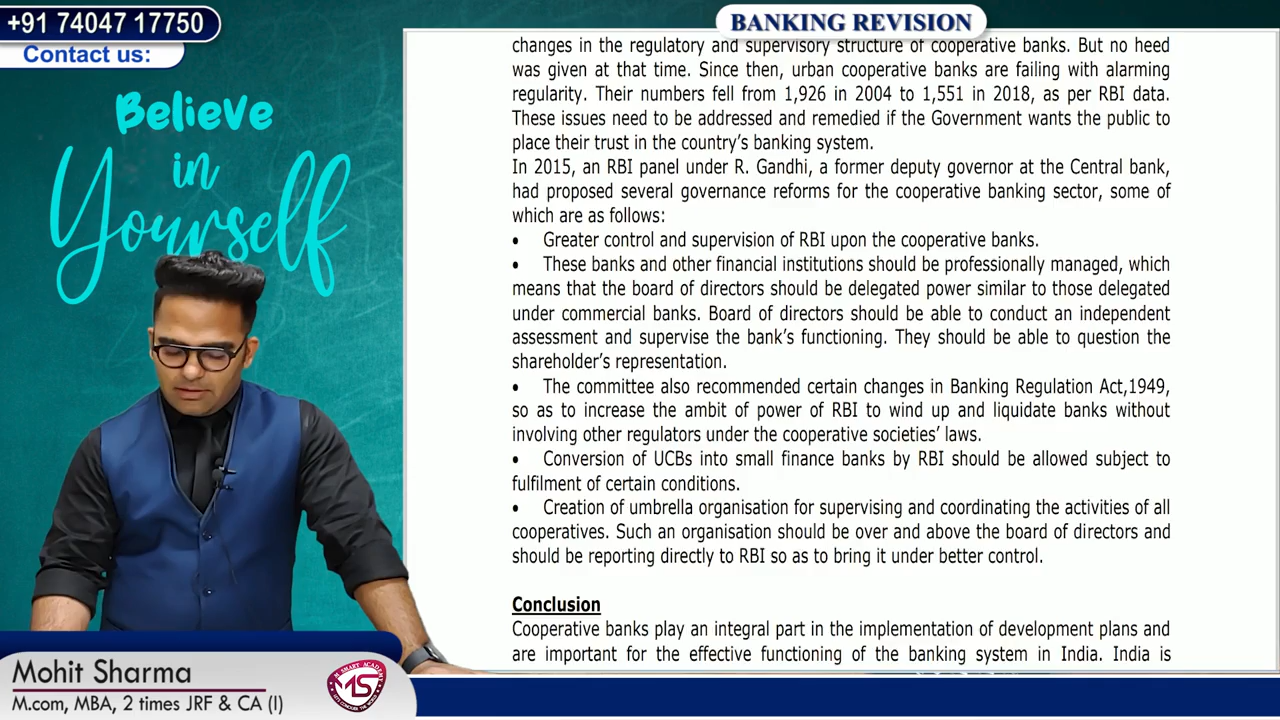 +91 74047 17750
Contact us:
BANKING REVISION
Believe
in
Yourself
changes in the regulatory and supervisory structure of cooperative banks. But no heed
was given at that time. Since then, urban cooperative banks are failing with alarming
regularity. Their numbers fell from 1,926 in 2004 to 1,551 in 2018, as per RBI data.
These issues need to be addressed and remedied if the Government wants the public to
place their trust in the country's banking system.
In 2015, an RBI panel under R. Gandhi, a former deputy governor at the Central bank,
had proposed several governance reforms for the cooperative banking sector, some of
which are as follows:
• Greater control and supervision of RBI upon the cooperative banks.
• These banks and other financial institutions should be professionally managed, which
means that the board of directors should be delegated power similar to those delegated
under commercial banks. Board of directors should be able to conduct an independent
assessment and supervise the bank's functioning. They should be able to question the
shareholder's representation.
• The committee also recommended certain changes in Banking Regulation Act,1949,
so as to increase the ambit of power of RBI to wind up and liquidate banks without
involving other regulators under the cooperative societies' laws.
• Conversion of UCBs into small finance banks by RBI should be allowed subject to
fulfilment of certain conditions.
• Creation of umbrella organisation for supervising and coordinating the activities of all
cooperatives. Such an organisation should be over and above the board of directors and
should be reporting directly to RBI so as to bring it under better control.
Conclusion
Cooperative banks play an integral part in the implementation of development plans and
are important for the effective functioning of the banking system in India. India is
Mohit Sharma
M.com, MBA, 2 times JRF & CA (I)
MS